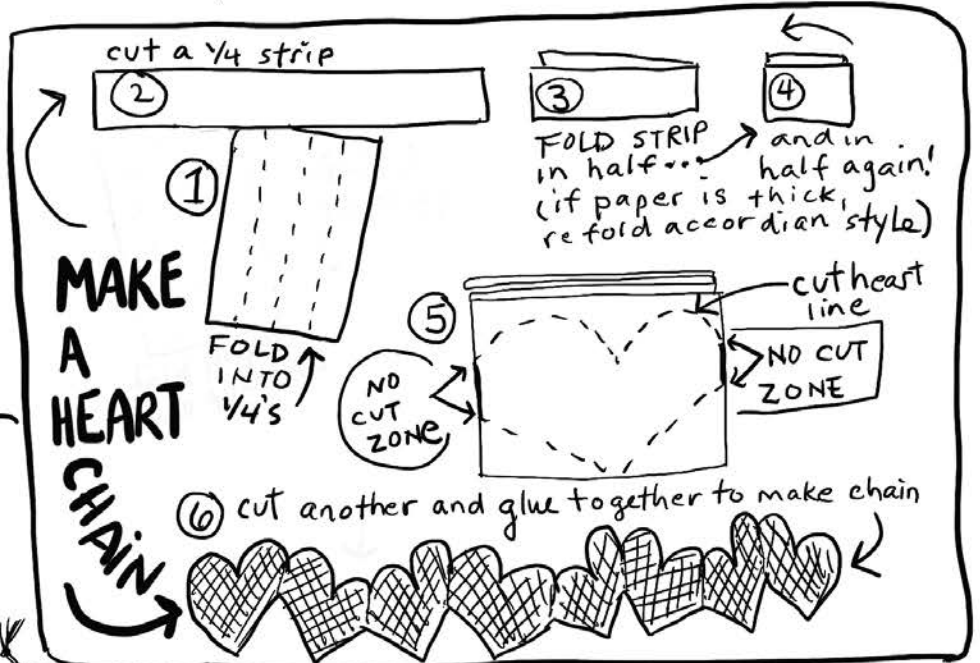 MAKE
A
HEART
CHAIN
①
FOLD
INTO
1/4's
cut a 1/4 strip
②
③
FOLD STRIP
in half...
④
and in
half again!
(if paper is thick,
refold accordian style)
⑤
cut heart
line
NO
CUT
ZONE
NO CUT
ZONE
⑥ cut another and glue together to make chain